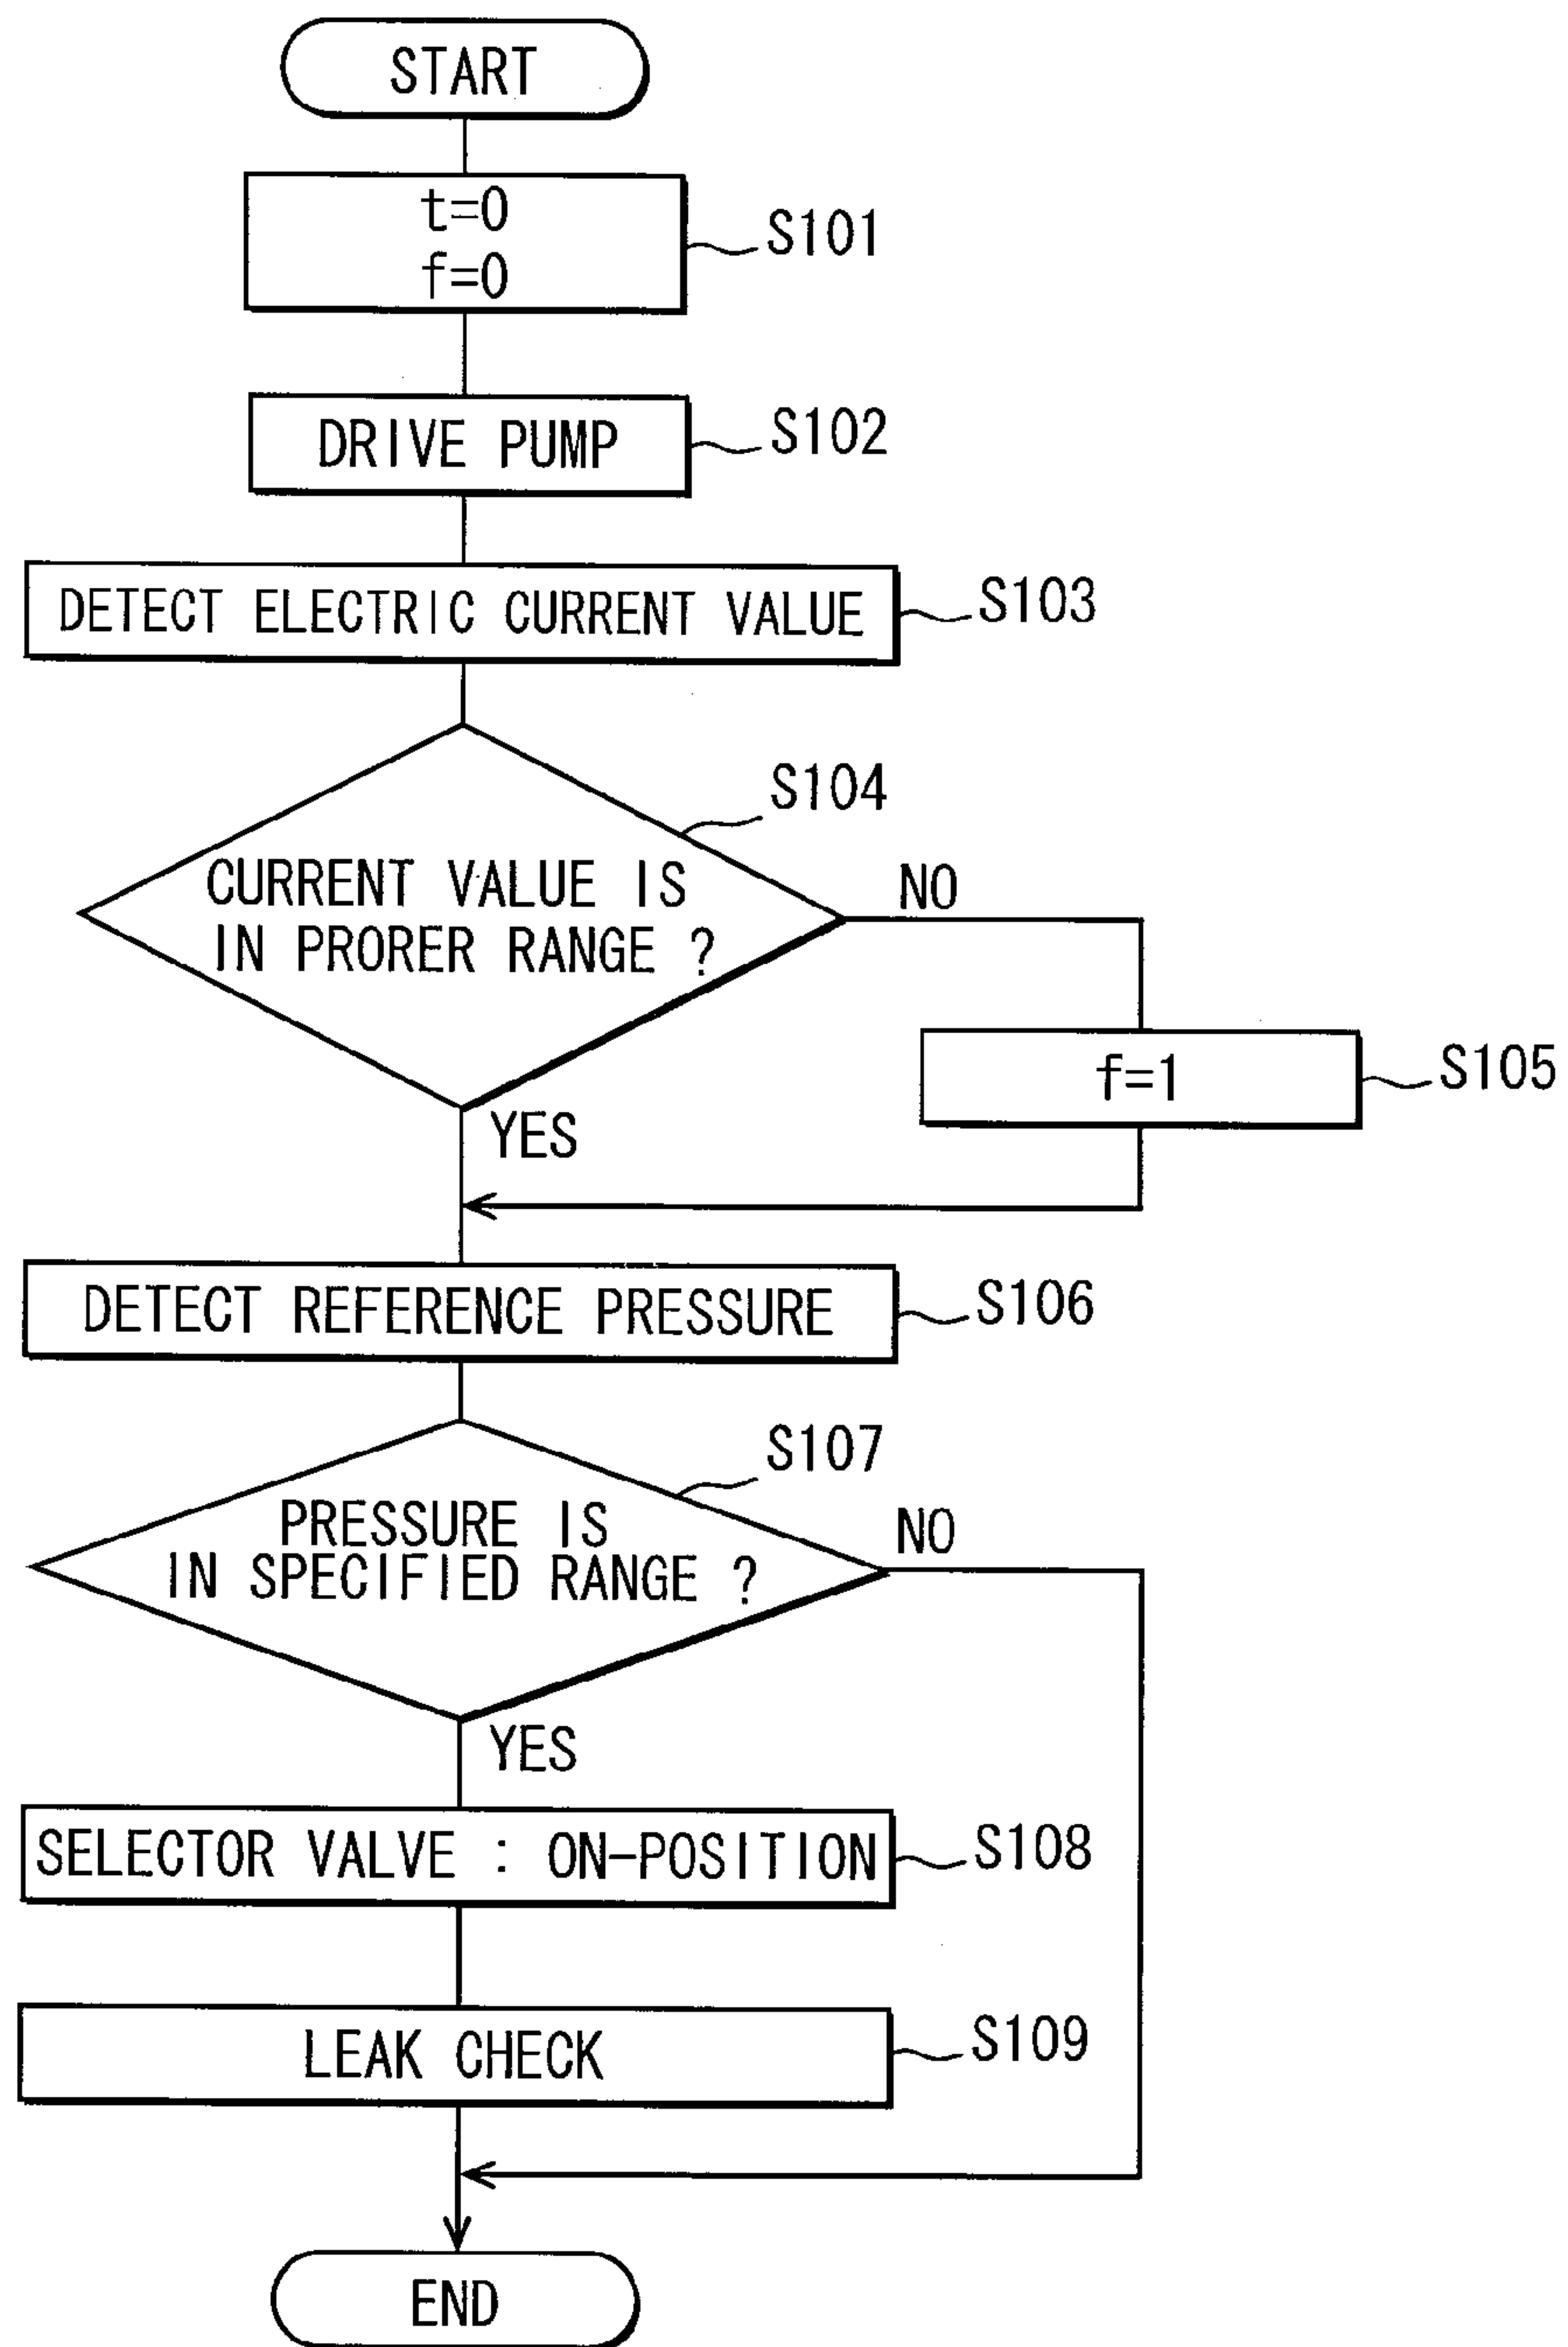 START
t=0
f=0
S101
DRIVE PUMP
S102
DETECT ELECTRIC CURRENT VALUE
S103
S104
CURRENT VALUE IS
IN PRORER RANGE ?
NO
f=1
S105
YES
DETECT REFERENCE PRESSURE
S106
S107
PRESSURE IS
IN SPECIFIED RANGE ?
NO
YES
SELECTOR VALVE : ON-POSITION
S108
LEAK CHECK
S109
END